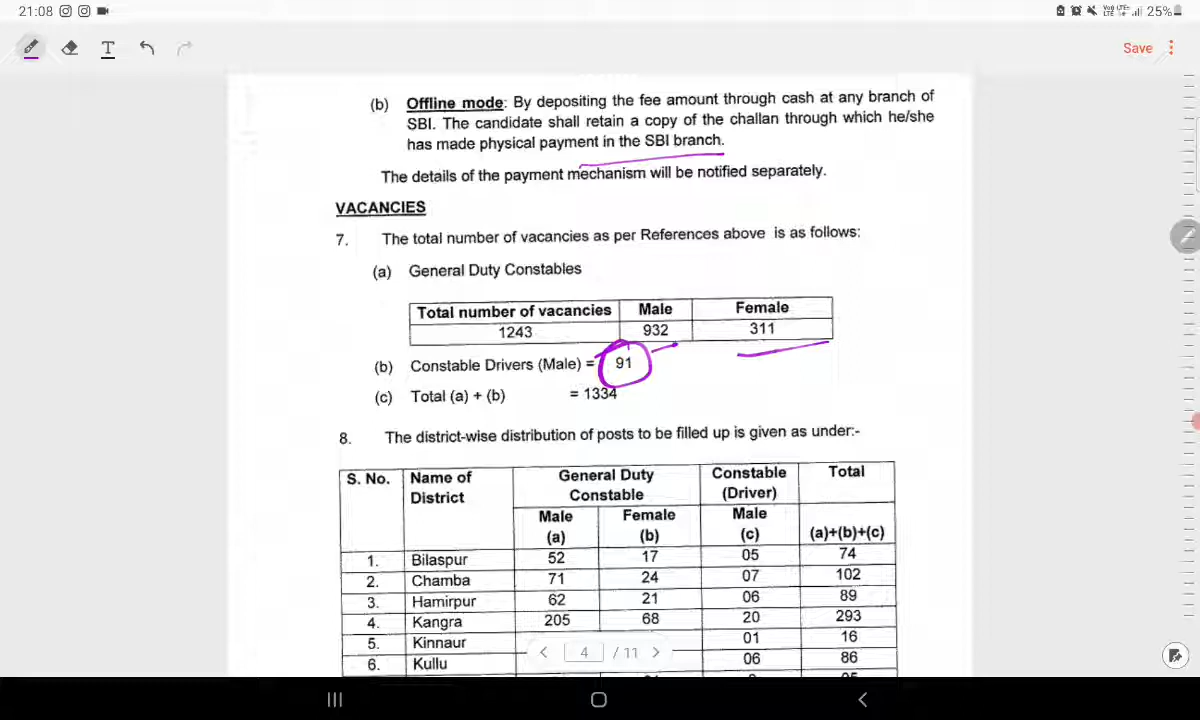 21:08 25%
T Save
(b) Offline mode: By depositing the fee amount through cash at any branch of
SBI. The candidate shall retain a copy of the challan through which he/she
has made physical payment in the SBI branch.
The details of the payment mechanism will be notified separately.
VACANCIES
7. The total number of vacancies as per References above is as follows:
(a) General Duty Constables
Total number of vacancies Male Female
1243 932 311
(b) Constable Drivers (Male) = 91
(c) Total (a) + (b) = 1334
8. The district-wise distribution of posts to be filled up is given as under:-
S. No. Name of District General Duty Constable Constable (Driver) Total
Male (a) Female (b) Male (c) (a)+(b)+(c)
1. Bilaspur 52 17 05 74
2. Chamba 71 24 07 102
3. Hamirpur 62 21 06 89
4. Kangra 205 68 20 293
5. Kinnaur 01 16
6. Kullu 06 86
4 / 11